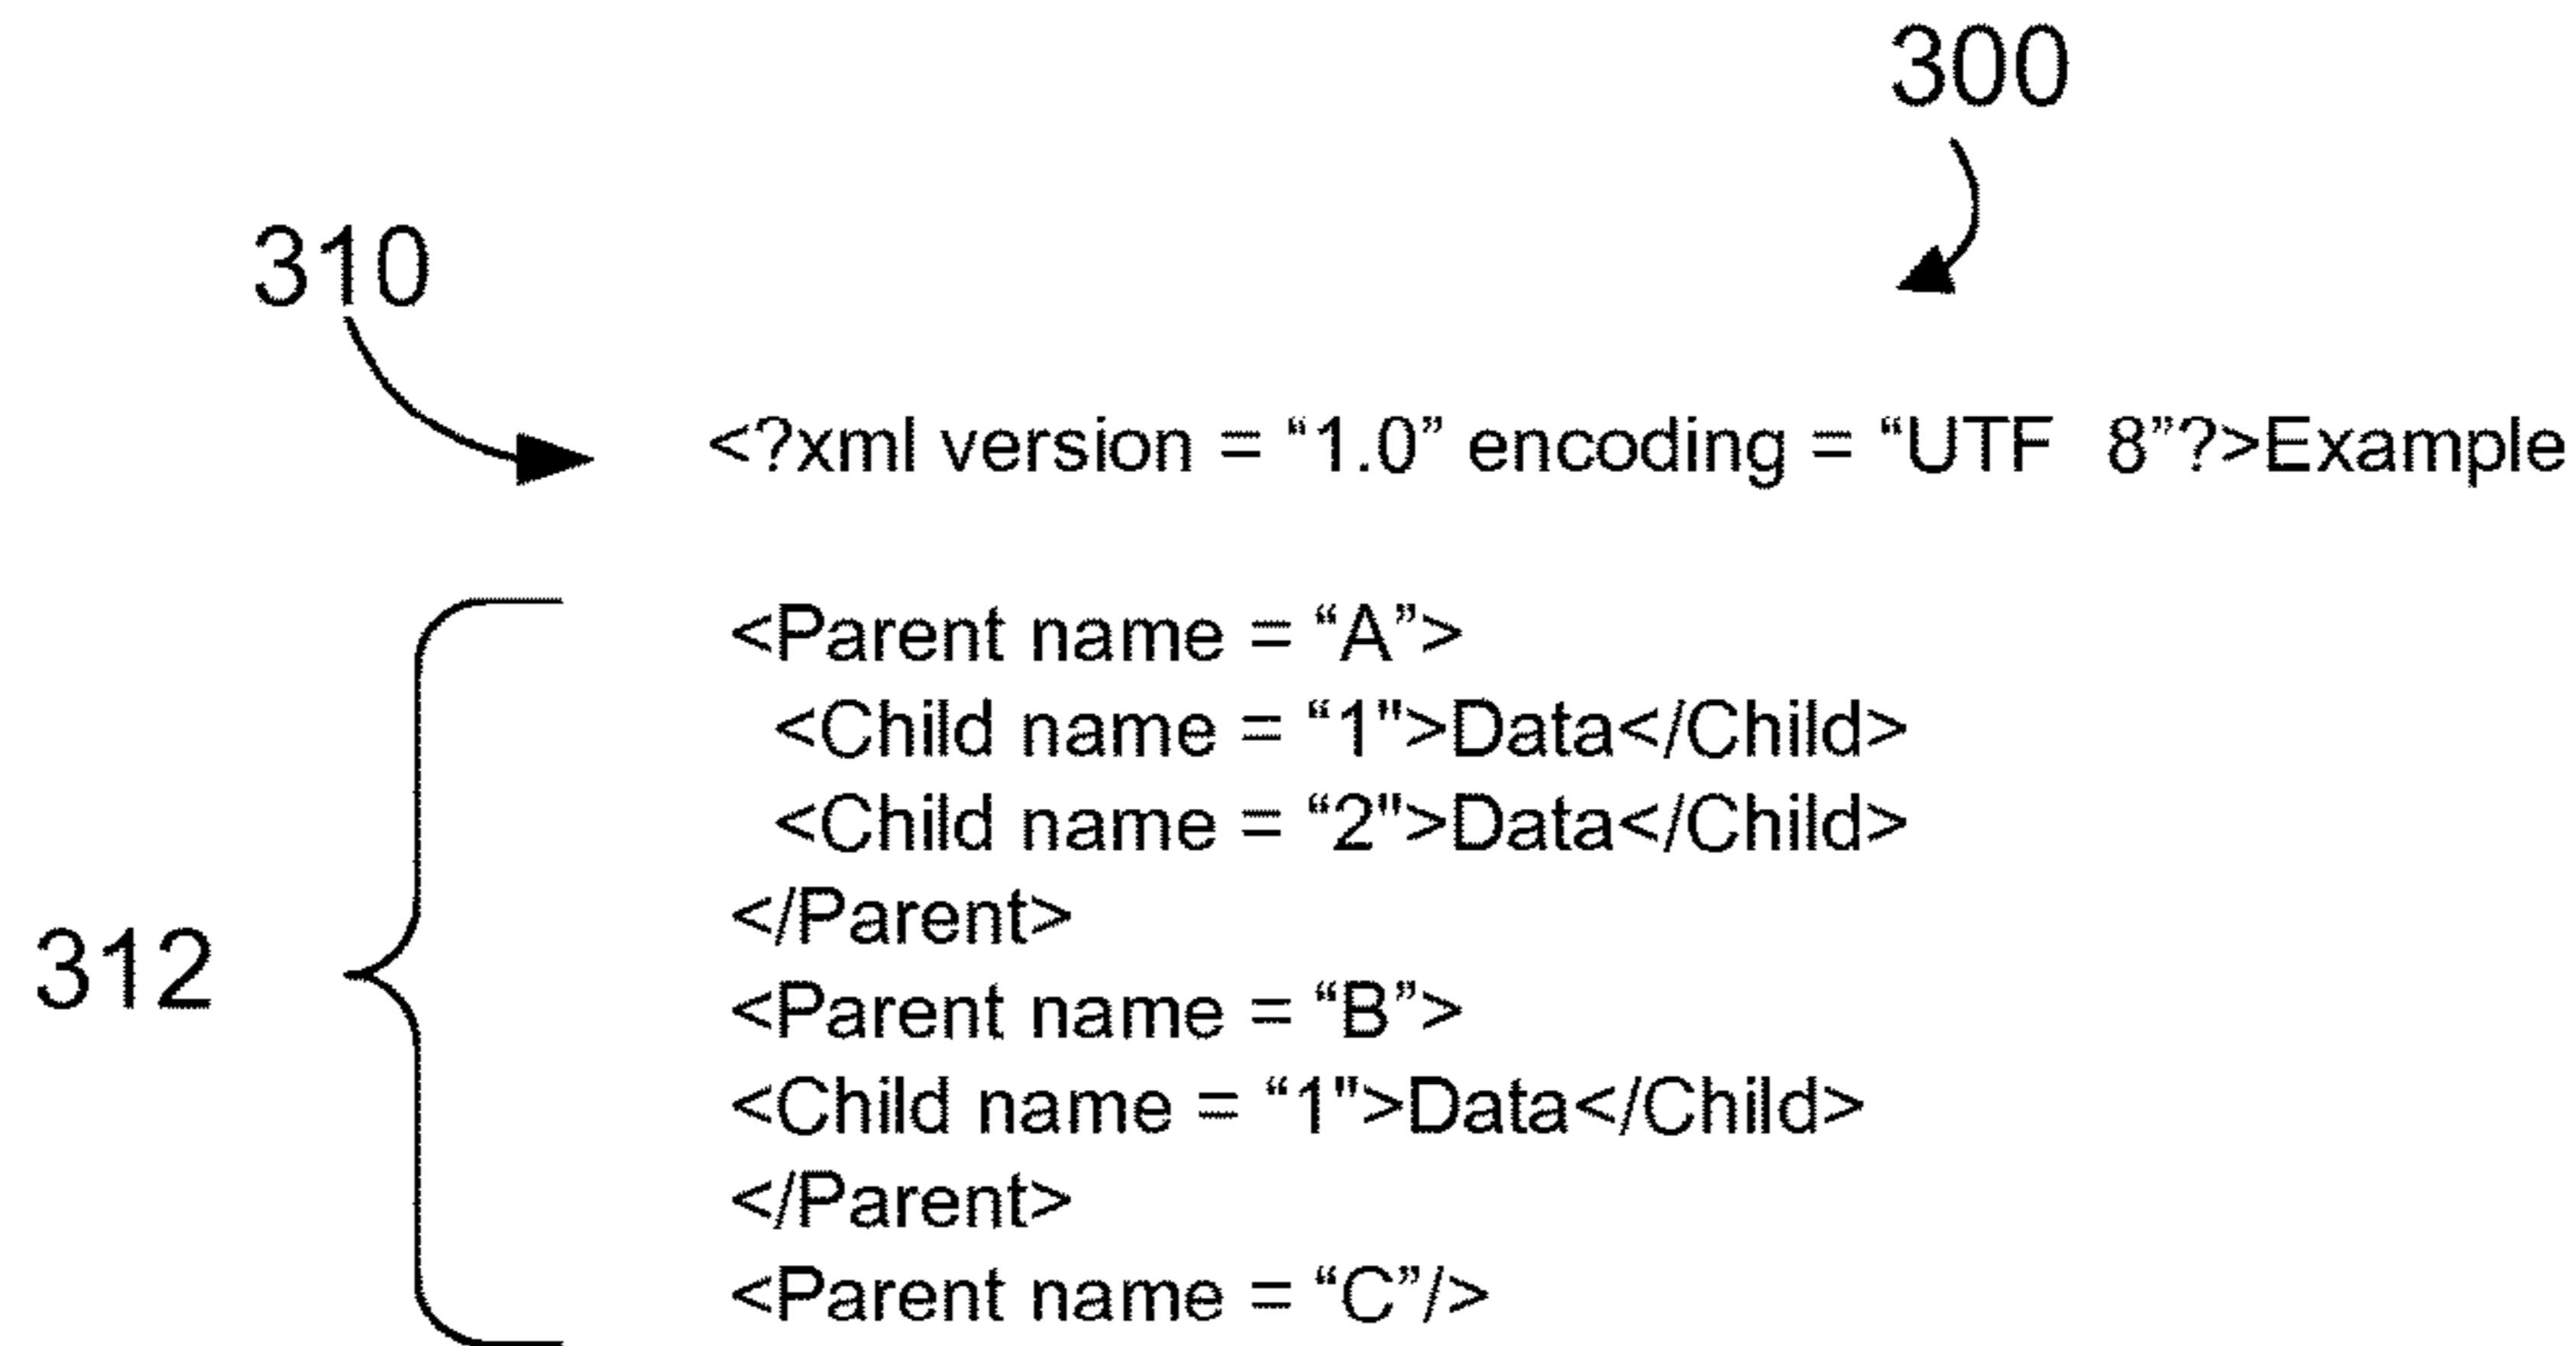 300
310
<?xml version = “1.0” encoding = “UTF  8”?>Example
<Parent name = “A”>
<Child name = “1">Data</Child>
<Child name = “2">Data</Child>
</Parent>
312
<Parent name = “B”>
<Child name = “1">Data</Child>
</Parent>
<Parent name = “C”/>